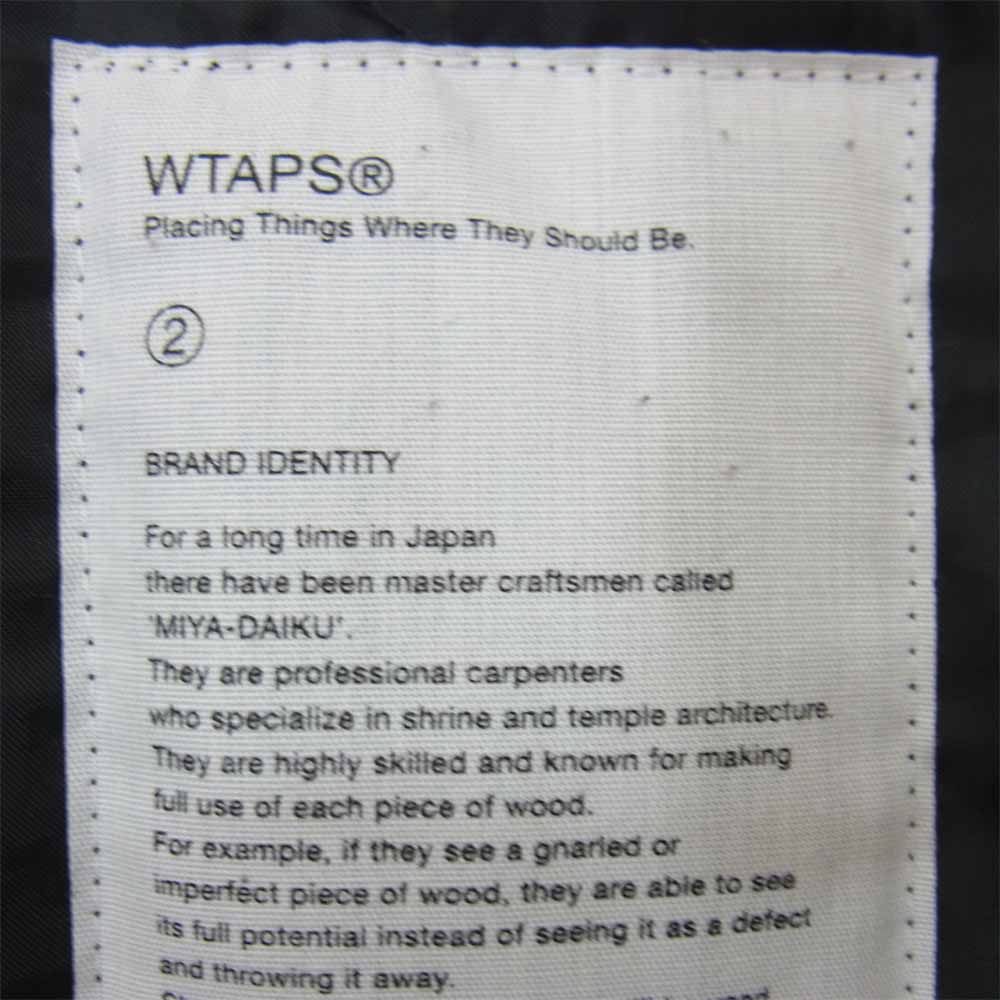 WTAPS®
Placing Things Where They Should Be.
②
BRAND IDENTITY
For a long time in Japan
there have been master craftsmen called
'MIYA-DAIKU'.
They are professional carpenters
who specialize in shrine and temple architecture.
They are highly skilled and known for making
full use of each piece of wood.
For example, if they see a gnarled or
imperfect piece of wood, they are able to see
its full potential instead of seeing it as a defect
and throwing it away.